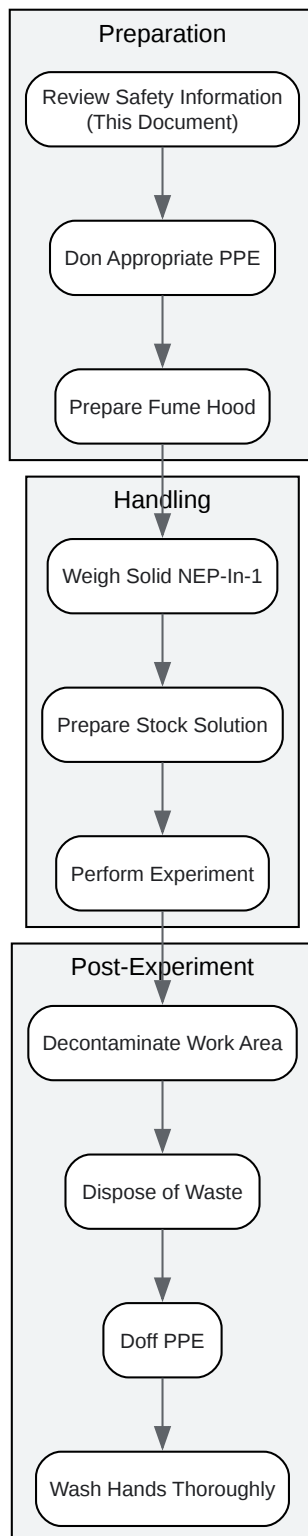 Preparation
Review Safety Information
(This Document)
Don Appropriate PPE
Prepare Fume Hood
Handling
Weigh Solid NEP-In-1
Prepare Stock Solution
Perform Experiment
Post-Experiment
Decontaminate Work Area
Dispose of Waste
Doff PPE
Wash Hands Thoroughly